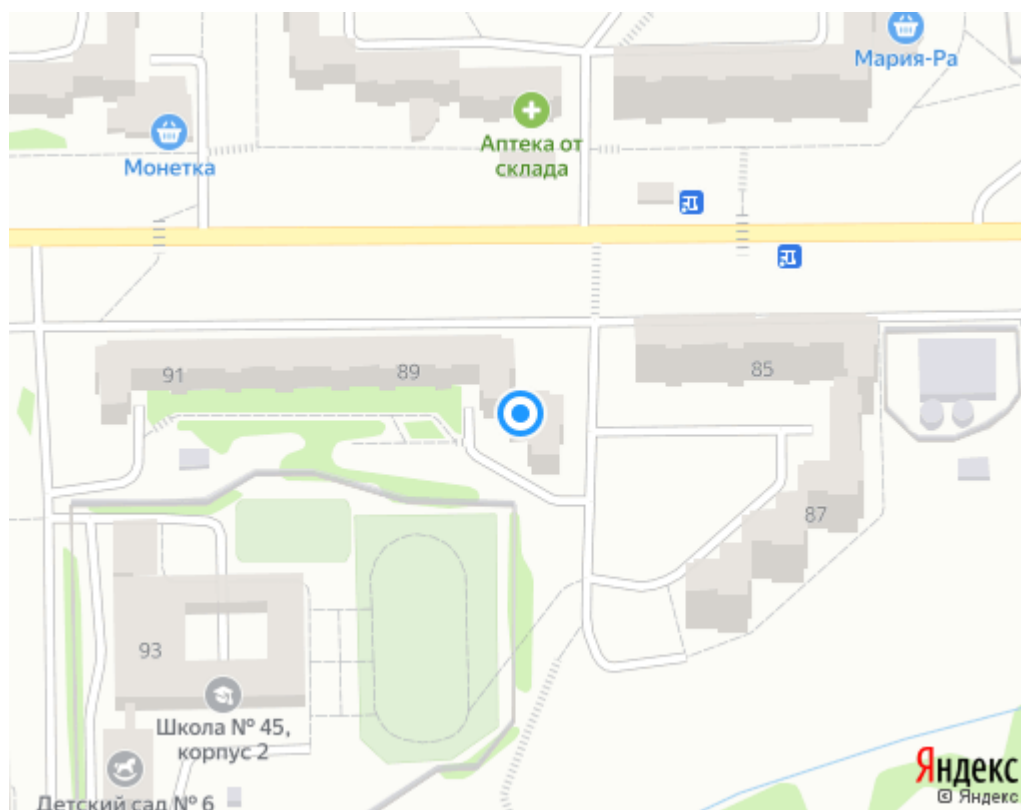 Мария-Ра
Монетка
Аптека от
склада
91
89
85
87
93
Школа № 45,
корпус 2
Детский сад № 6
Яндекс
© Яндекс